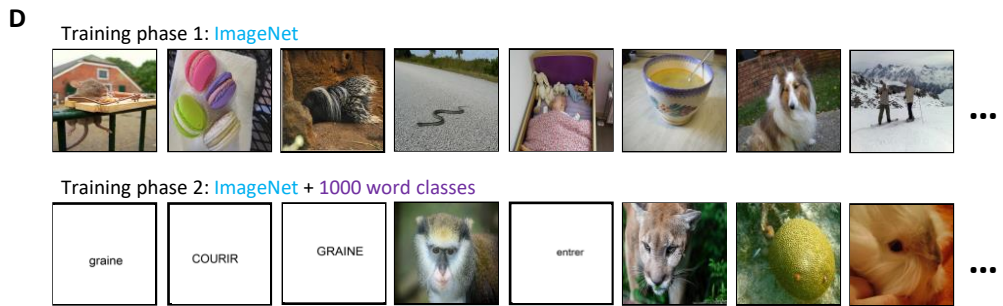 D
Training phase 1: ImageNet
...
Training phase 2: ImageNet + 1000 word classes
graine
COURIR
GRAINE
entrer
...